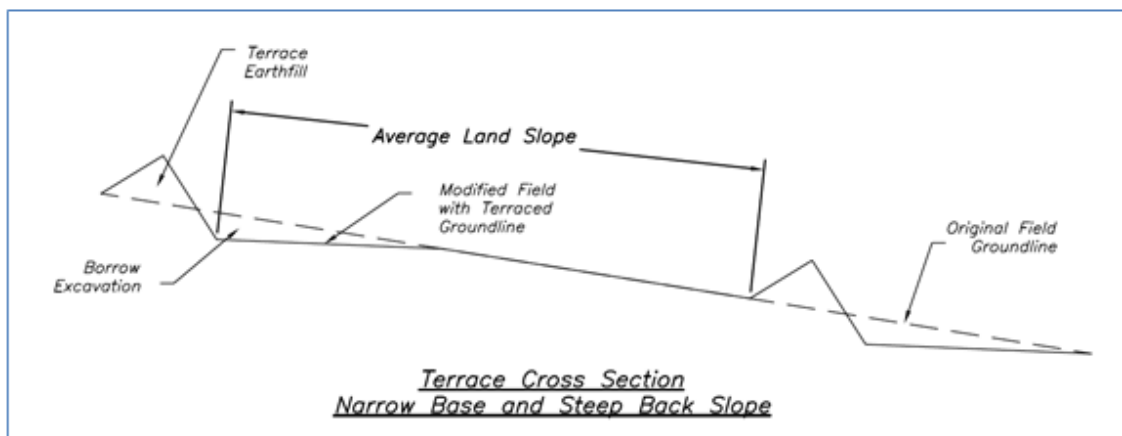 Terrace
Earthfill
Average Land Slope
Modified Field
with Terraced
Groundline
Original Field
Groundline
Borrow
Excavation
Terrace Cross Section
Narrow Base and Steep Back Slope